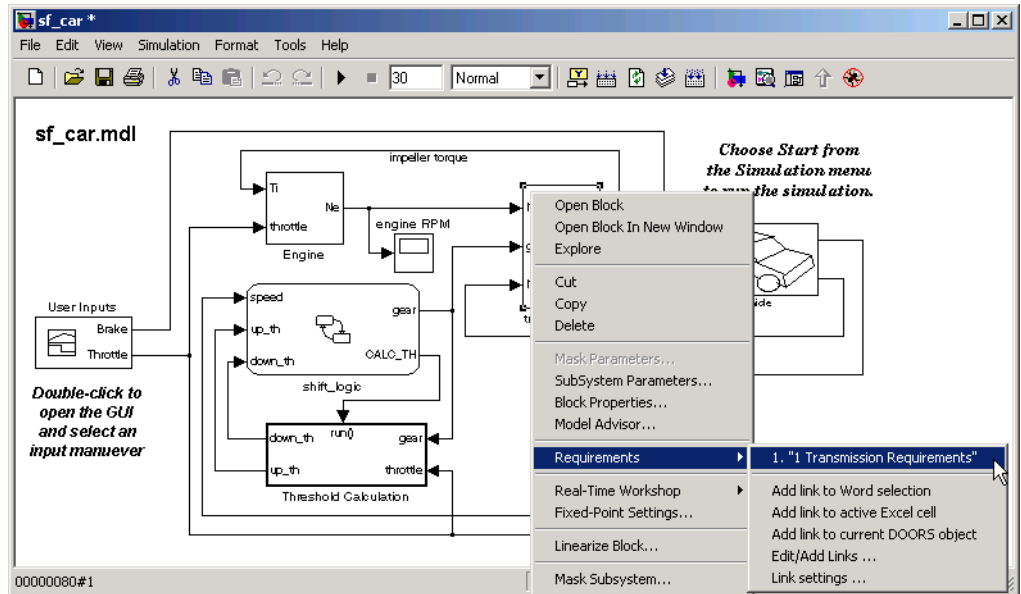 sf_car *
File Edit View Simulation Format Tools Help
30 Normal
sf_car.mdl
Choose Start from
the Simulation menu
to run the simulation.
impeller torque
Ti
Ne
throttle
Engine
engine RPM
User Inputs
Brake
Throttle
Double-click to
open the GUI
and select an
input manuever
speed
up_th
down_th
gear
CALC_TH
shift_logic
down_th
run()
gear
up_th
throttle
Threshold Calculation
Open Block
Open Block In New Window
Explore
Cut
Copy
Delete
Mask Parameters...
SubSystem Parameters...
Block Properties...
Model Advisor...
Requirements
Real-Time Workshop
Fixed-Point Settings...
Linearize Block...
Mask Subsystem...
1. "1 Transmission Requirements"
Add link to Word selection
Add link to active Excel cell
Add link to current DOORS object
Edit/Add Links ...
Link settings ...
00000080#1